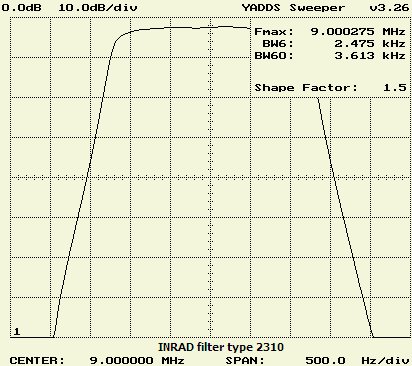 0.0dB 10.0dB/div YADDS Sweeper v3.26
Fmax: 9.000275 MHz
BW6: 2.475 kHz
BW60: 3.613 kHz
Shape Factor: 1.5
1
INRAD filter type 2310
CENTER: 9.000000 MHz SPAN: 500.0 Hz/div